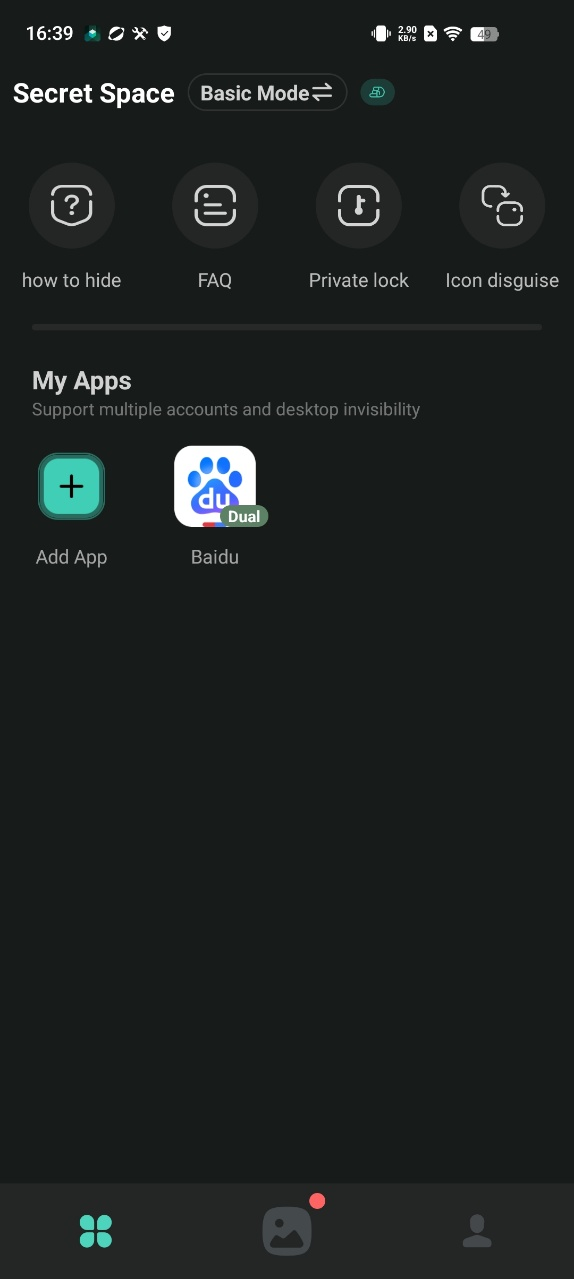 16:39
2.90
KB/s
49
Secret Space
Basic Mode
how to hide
FAQ
Private lock
Icon disguise
My Apps
Support multiple accounts and desktop invisibility
du
Dual
Add App
Baidu